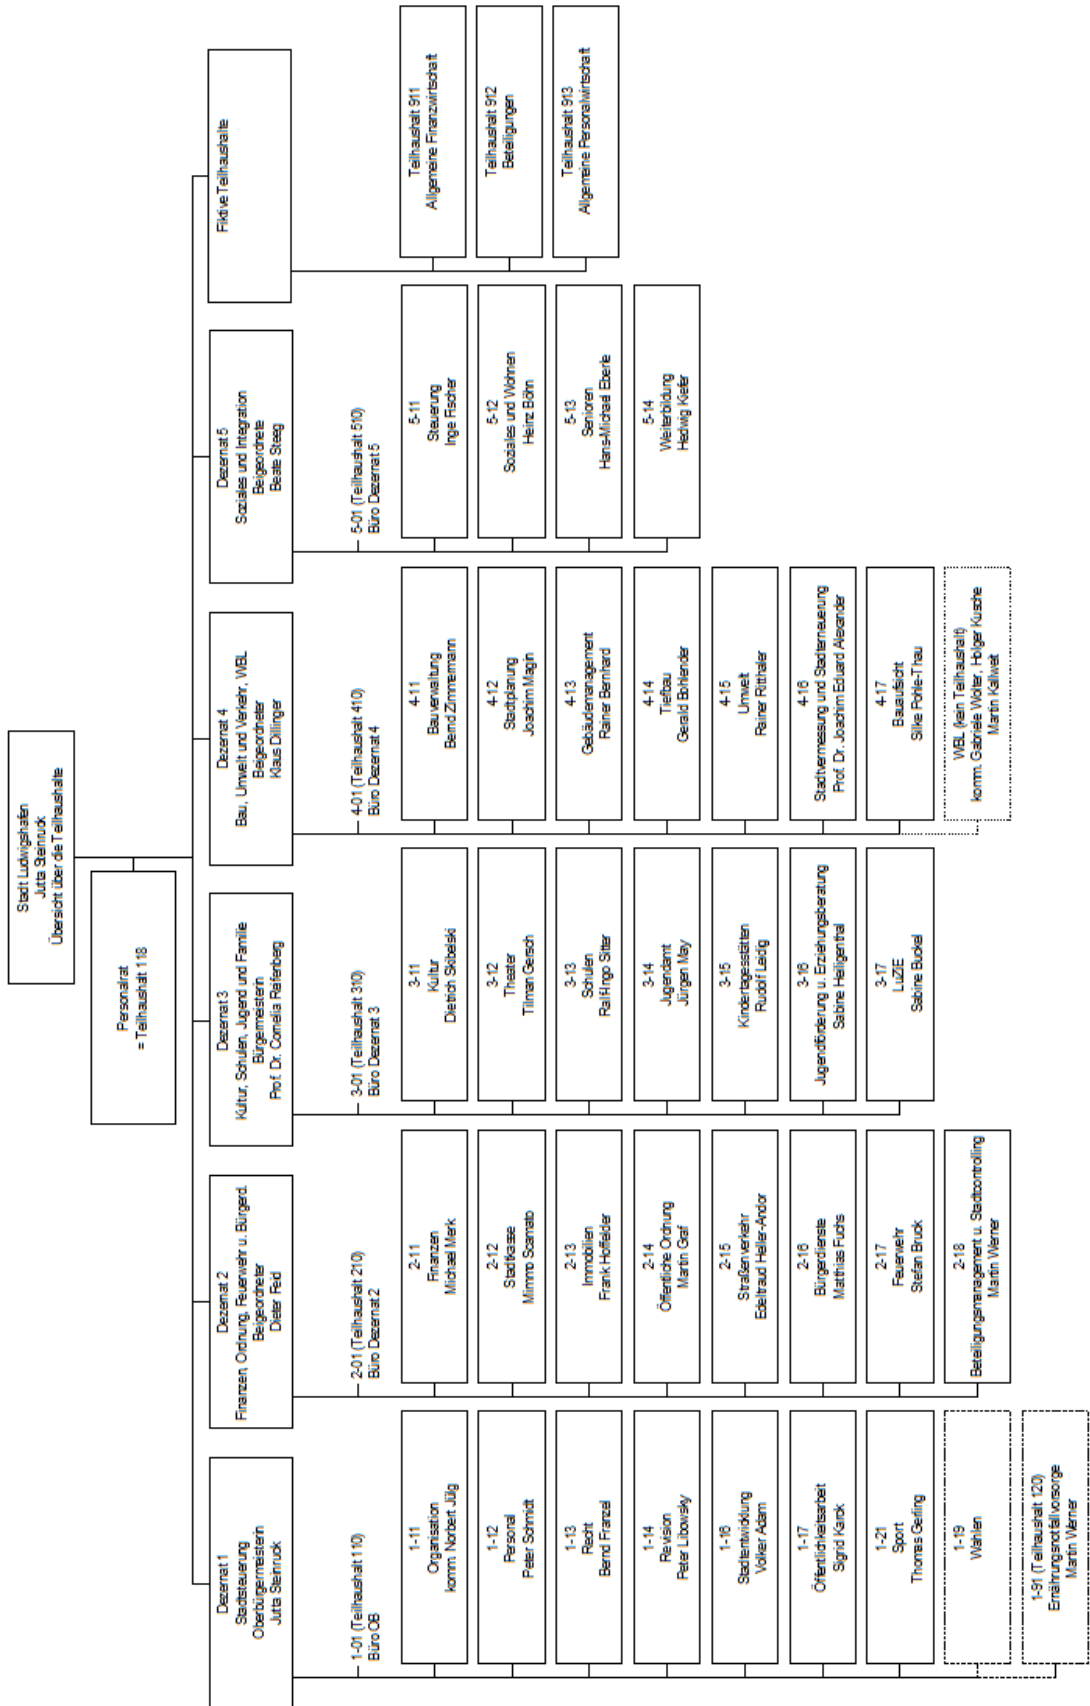 Stadt Ludwigshafen
Jutta Steinruck
Übersicht über die Teilhaushalte
Personalrat
= Teilhaushalt 118
Dezernat 1
Stadtsteuerung
Oberbürgermeisterin
Jutta Steinruck
1-01 (Teilhaushalt 110)
Büro OB
1-11
Organisation
komm. Norbert Jülg
1-12
Personal
Peter Schmidt
1-13
Recht
Bernd Franzel
1-14
Revision
Peter Libowsky
1-16
Stadtentwicklung
Volker Adam
1-17
Öffentlichkeitsarbeit
Sigrid Karck
1-21
Sport
Thomas Gerling
1-19
Wahlen
1-91 (Teilhaushalt 120)
Ernährungsnotfallvorsorge
Martin Werner
Dezernat 2
Finanzen, Ordnung, Feuerwehr u. Bürgerd.
Beigeordneter
Dieter Feid
2-01 (Teilhaushalt 210)
Büro Dezernat 2
2-11
Finanzen
Michael Merk
2-12
Stadtkasse
Mimmo Scarnato
2-13
Immobilien
Frank Hoffelder
2-14
Öffentliche Ordnung
Martin Graf
2-15
Straßenverkehr
Edeltraud Heller-Andor
2-16
Bürgerdienste
Matthias Fuchs
2-17
Feuerwehr
Stefan Bruck
2-18
Beteiligungsmanagement u. Stadtcontrolling
Martin Werner
Dezernat 3
Kultur, Schulen, Jugend und Familie
Bürgermeisterin
Prof. Dr. Cornelia Reifenberg
3-01 (Teilhaushalt 310)
Büro Dezernat 3
3-11
Kultur
Dietrich Skibelski
3-12
Theater
Tilman Gersch
3-13
Schulen
Ralf-Ingo Sitter
3-14
Jugendamt
Jürgen May
3-15
Kindertagesstätten
Rudolf Leidig
3-16
Jugendförderung u. Erziehungsberatung
Sabine Heiligenthal
3-17
LuZIE
Sabine Buckel
Dezernat 4
Bau, Umwelt und Verkehr, WBL
Beigeordneter
Klaus Dillinger
4-01 (Teilhaushalt 410)
Büro Dezernat 4
4-11
Bauverwaltung
Bernd Zimmermann
4-12
Stadtplanung
Joachim Magin
4-13
Gebäudemanagement
Rainer Bernhard
4-14
Tiefbau
Gerald Bohlender
4-15
Umwelt
Rainer Ritthaler
4-16
Stadtvermessung und Stadterneuerung
Prof. Dr. Joachim Eduard Alexander
4-17
Bauaufsicht
Silke Pohle-Thau
WBL (kein Teilhaushalt)
komm. Gabriele Wolter, Holger Kusche
Martin Kallweit
Dezernat 5
Soziales und Integration
Beigeordnete
Beate Steeg
5-01 (Teilhaushalt 510)
Büro Dezernat 5
5-11
Steuerung
Inge Fischer
5-12
Soziales und Wohnen
Heinz Böhn
5-13
Senioren
Hans-Michael Eberle
5-14
Weiterbildung
Hedwig Kiefer
Fiktive Teilhaushalte
Teilhaushalt 911
Allgemeine Finanzwirtschaft
Teilhaushalt 912
Beteiligungen
Teilhaushalt 913
Allgemeine Personalwirtschaft